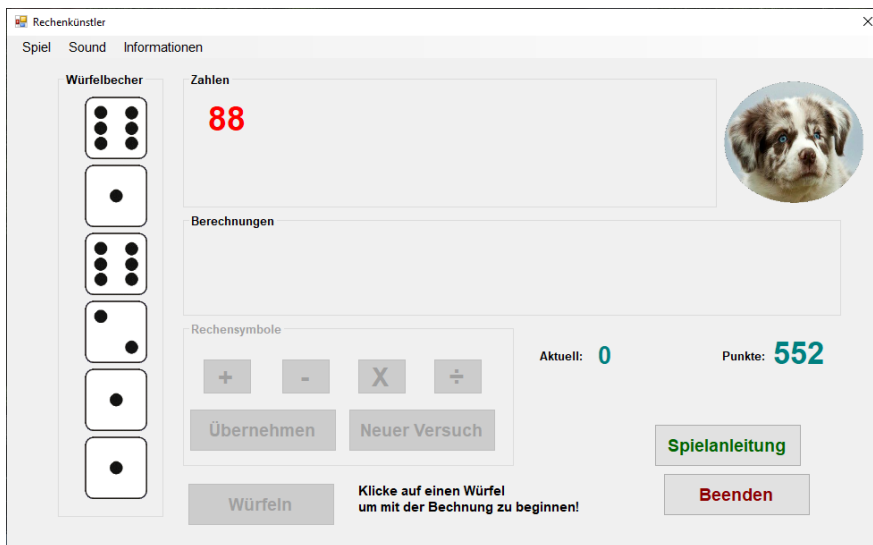 Rechenkünstler
Spiel Sound Informationen
Würfelbecher
Zahlen
88
Berechnungen
Rechensymbole
+ - X ÷
Übernehmen Neuer Versuch
Aktuell: 0 Punkte: 552
Spielanleitung
Würfeln
Klicke auf einen Würfel
um mit der Bechnung zu beginnen!
Beenden